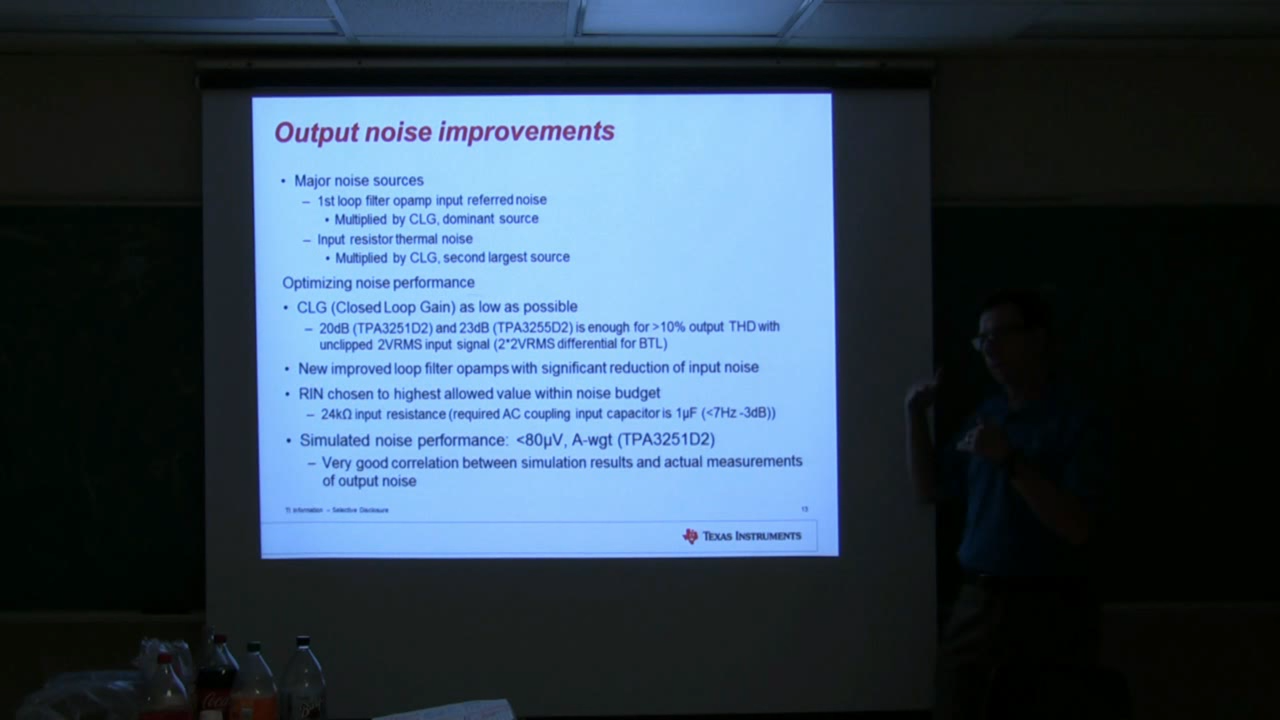 Output noise improvements
• Major noise sources
– 1st loop filter opamp input referred noise
• Multiplied by CLG, dominant source
– Input resistor thermal noise
• Multiplied by CLG, second largest source
Optimizing noise performance
• CLG (Closed Loop Gain) as low as possible
– 20dB (TPA3251D2) and 23dB (TPA3255D2) is enough for >10% output THD with
unclipped 2VRMS input signal (2*2VRMS differential for BTL)
• New improved loop filter opamps with significant reduction of input noise
• RIN chosen to highest allowed value within noise budget
– 24kΩ input resistance (required AC coupling input capacitor is 1µF (<7Hz -3dB))
• Simulated noise performance: <80µV, A-wgt (TPA3251D2)
– Very good correlation between simulation results and actual measurements
of output noise
TI Information – Selective Disclosure
13
TEXAS INSTRUMENTS